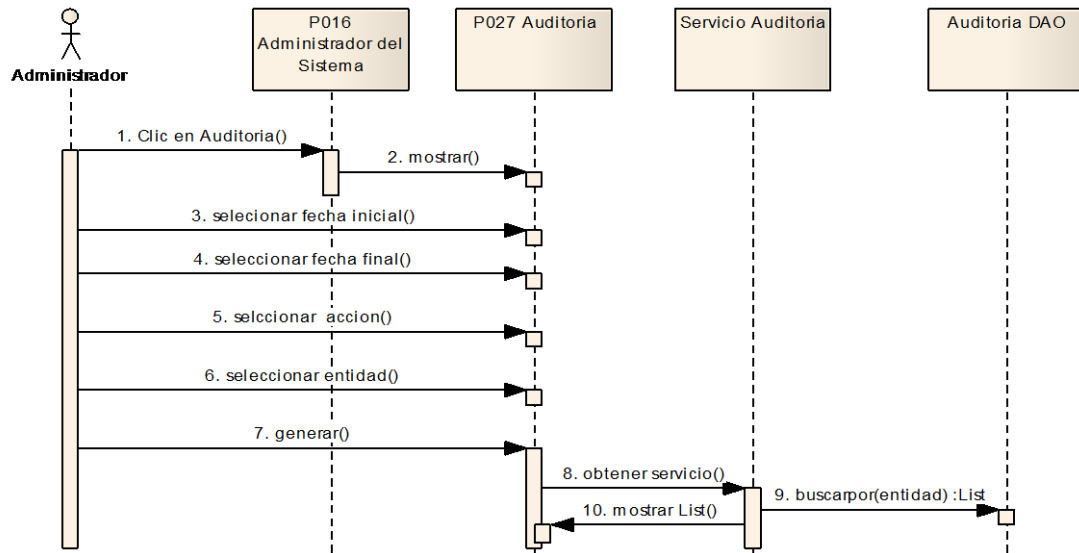 P016
Administrador del
Sistema
P027 Auditoria
Servicio Auditoria
Auditoria DAO
Administrador
1. Clic en Auditoria()
2. mostrar()
3. selecionar fecha inicial()
4. seleccionar fecha final()
5. selccionar accion()
6. seleccionar entidad()
7. generar()
8. obtener servicio()
9. buscarpor(entidad) :List
10. mostrar List()